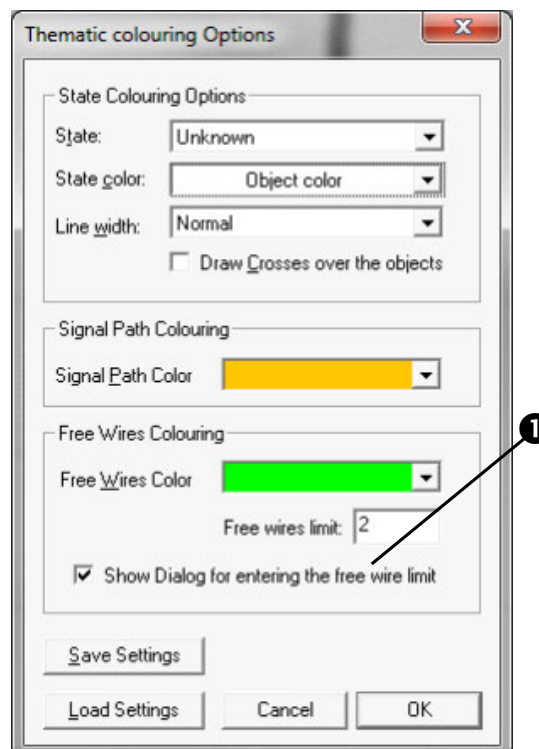 Thematic colouring Options
State Colouring Options
State: Unknown
State color: Object color
Line width: Normal
Draw Crosses over the objects
Signal Path Colouring
Signal Path Color
Free Wires Colouring
1
Free Wires Color
Free wires limit: 2
Show Dialog for entering the free wire limit
Save Settings
Load Settings Cancel OK